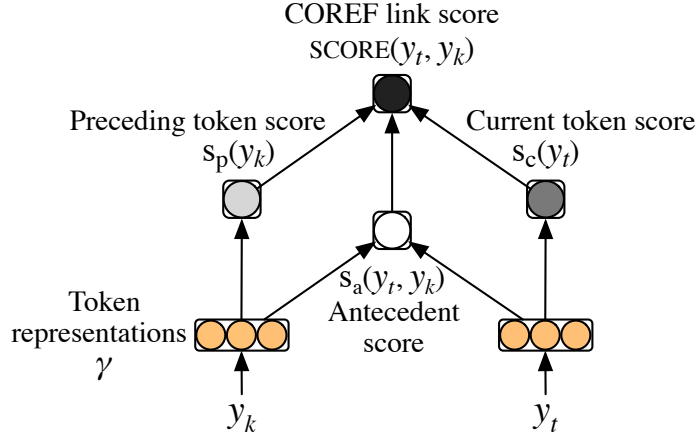 COREF link score
SCORE(y_t, y_k)
Preceding token score
s_p(y_k)
Current token score
s_c(y_t)
s_a(y_t, y_k)
Antecedent
score
Token
representations
γ
y_k
y_t